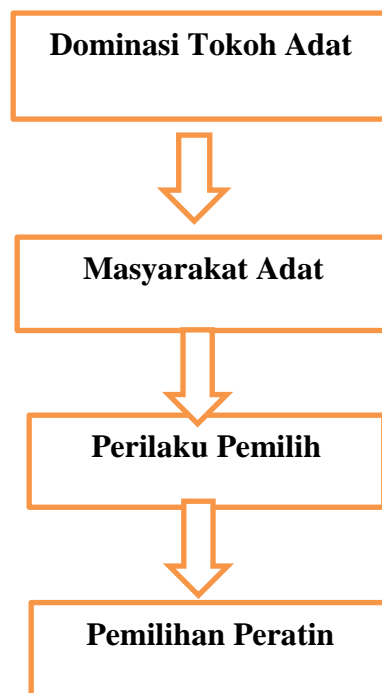 Dominasi Tokoh Adat
Masyarakat Adat
Perilaku Pemilih
Pemilihan Peratin